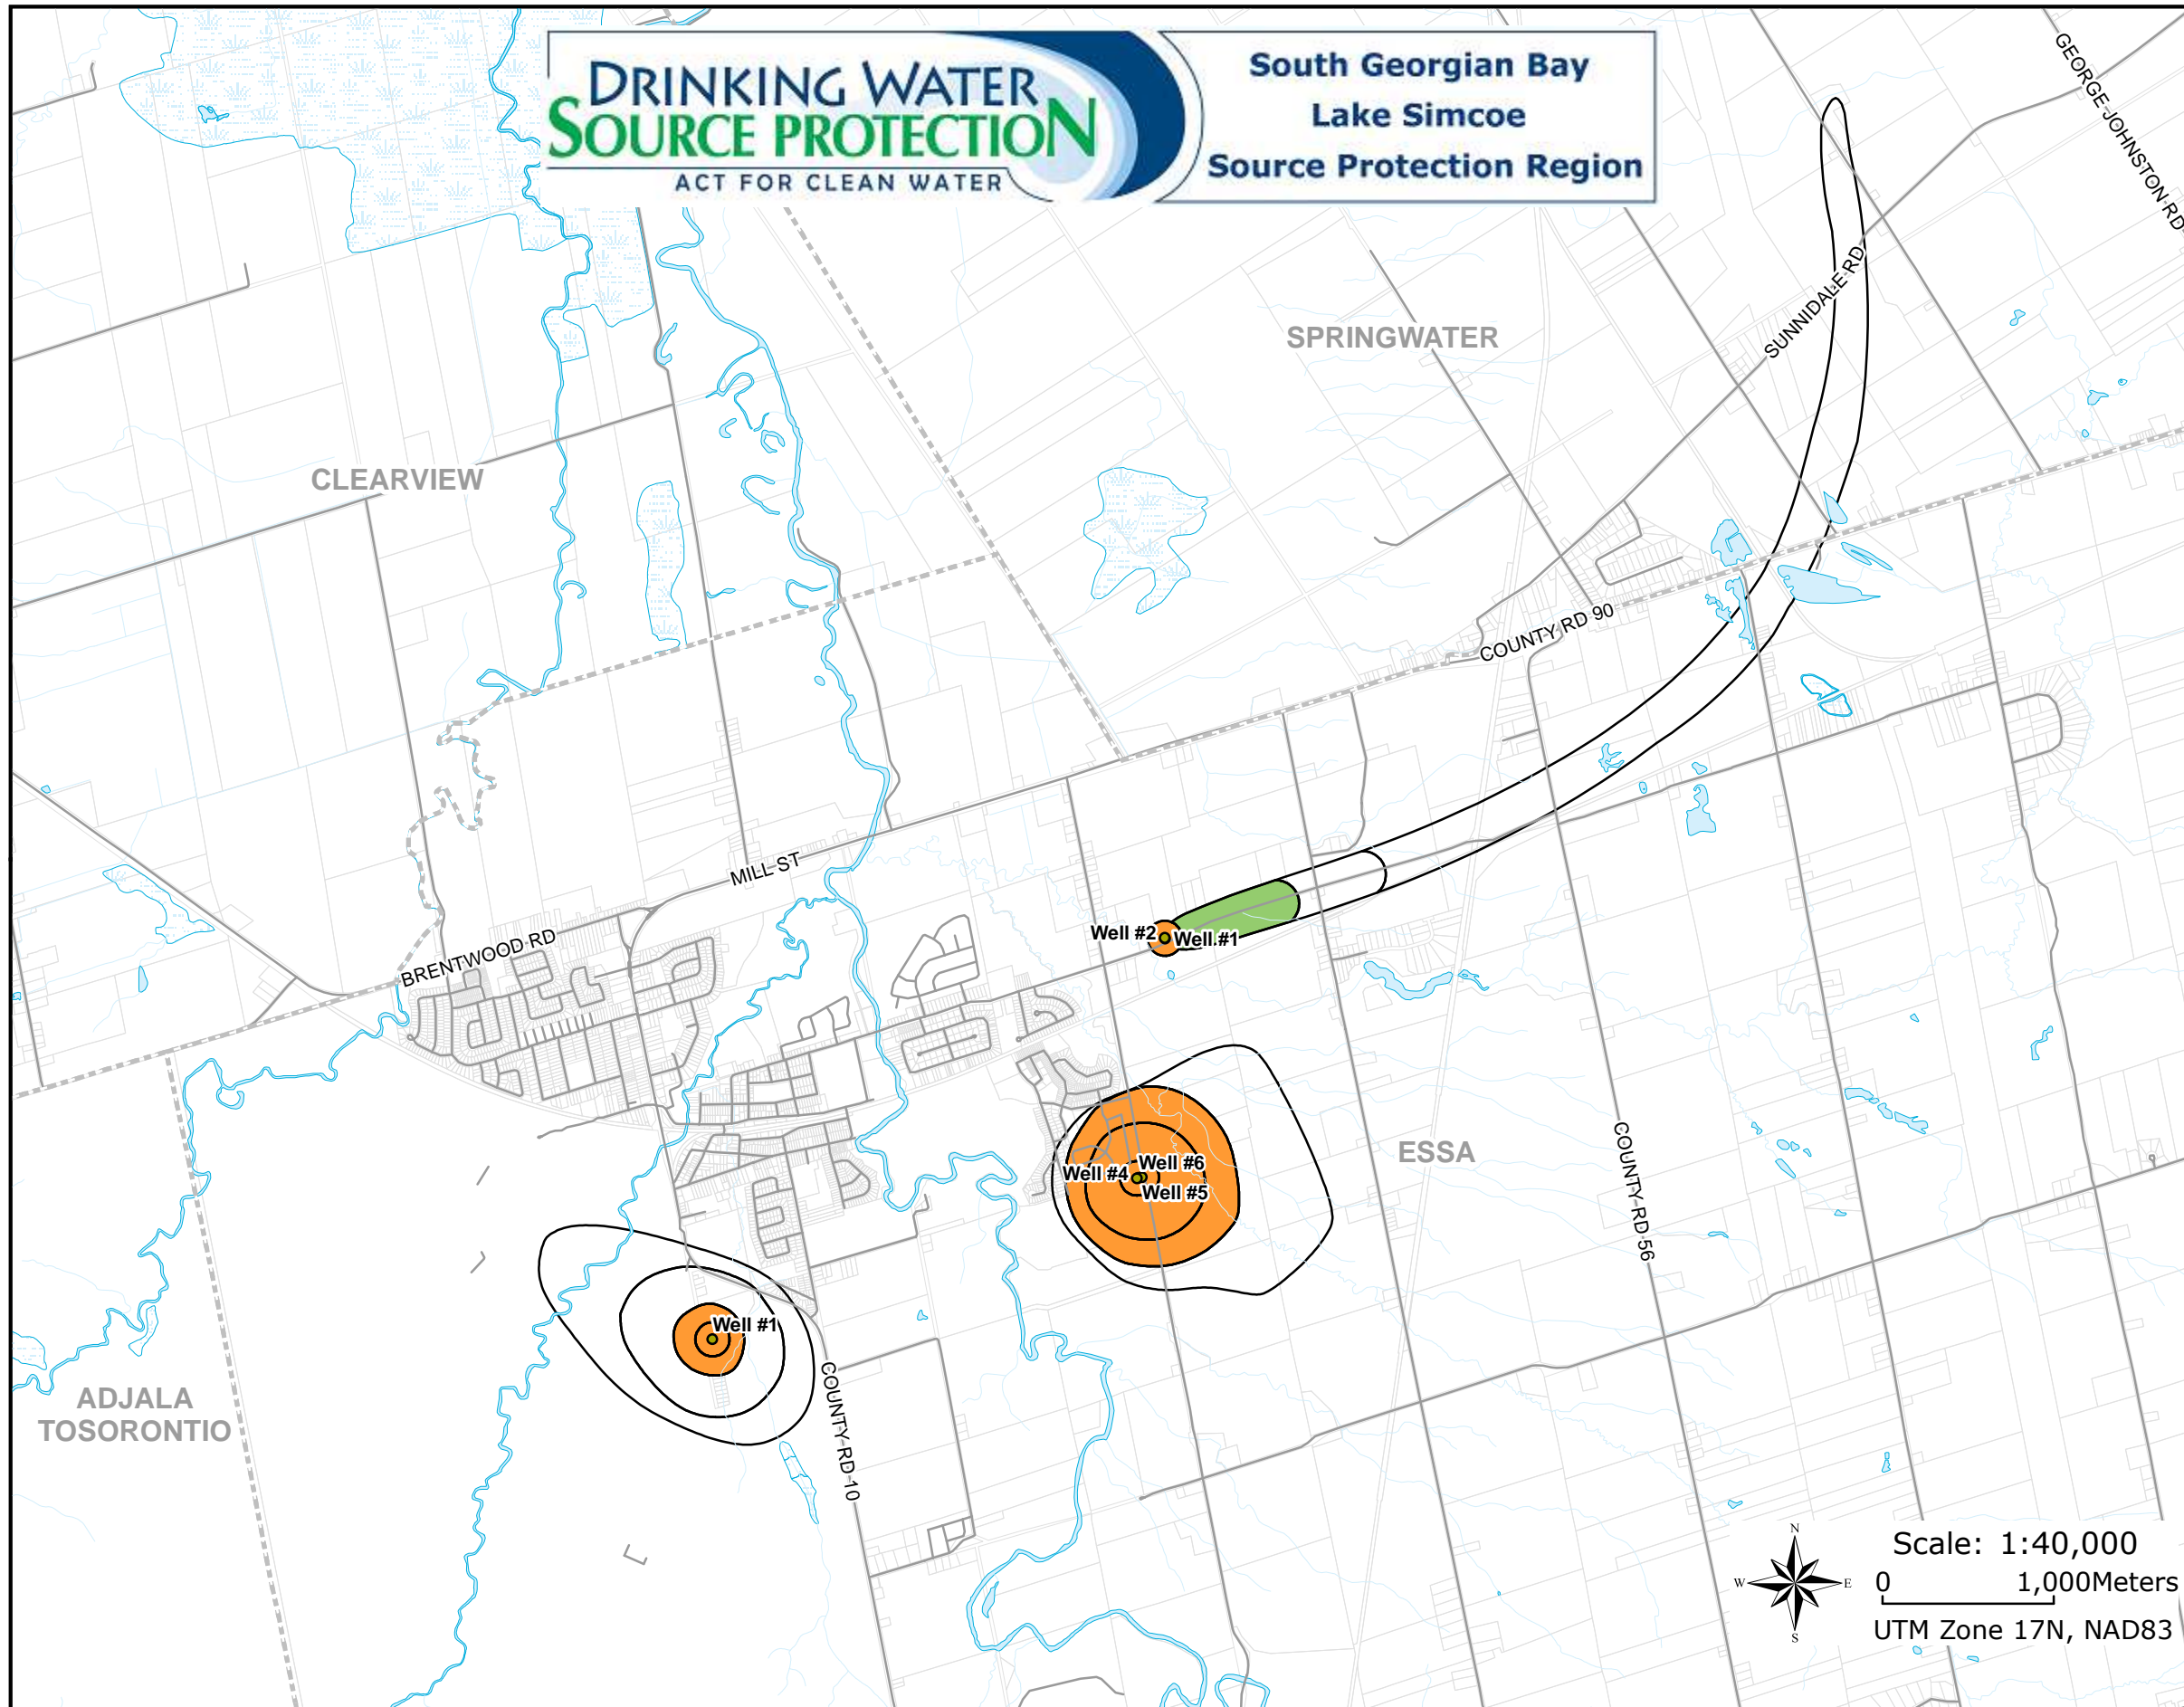 DRINKING WATER
SOURCE PROTECTION
ACT FOR CLEAN WATER
South Georgian Bay
Lake Simcoe
Source Protection Region
GEORGE JOHNSTON RD
SUNNIDALE RD
SPRINGWATER
CLEARVIEW
COUNTY RD 90
MILL ST
BRENTWOOD RD
Well #2
Well #1
ESSA
COUNTY RD 56
Well #6
Well #4
Well #5
Well #1
COUNTY RD 10
ADJALA
TOSORONTIO
N
W
E
S
Scale: 1:40,000
0 1,000Meters
UTM Zone 17N, NAD83